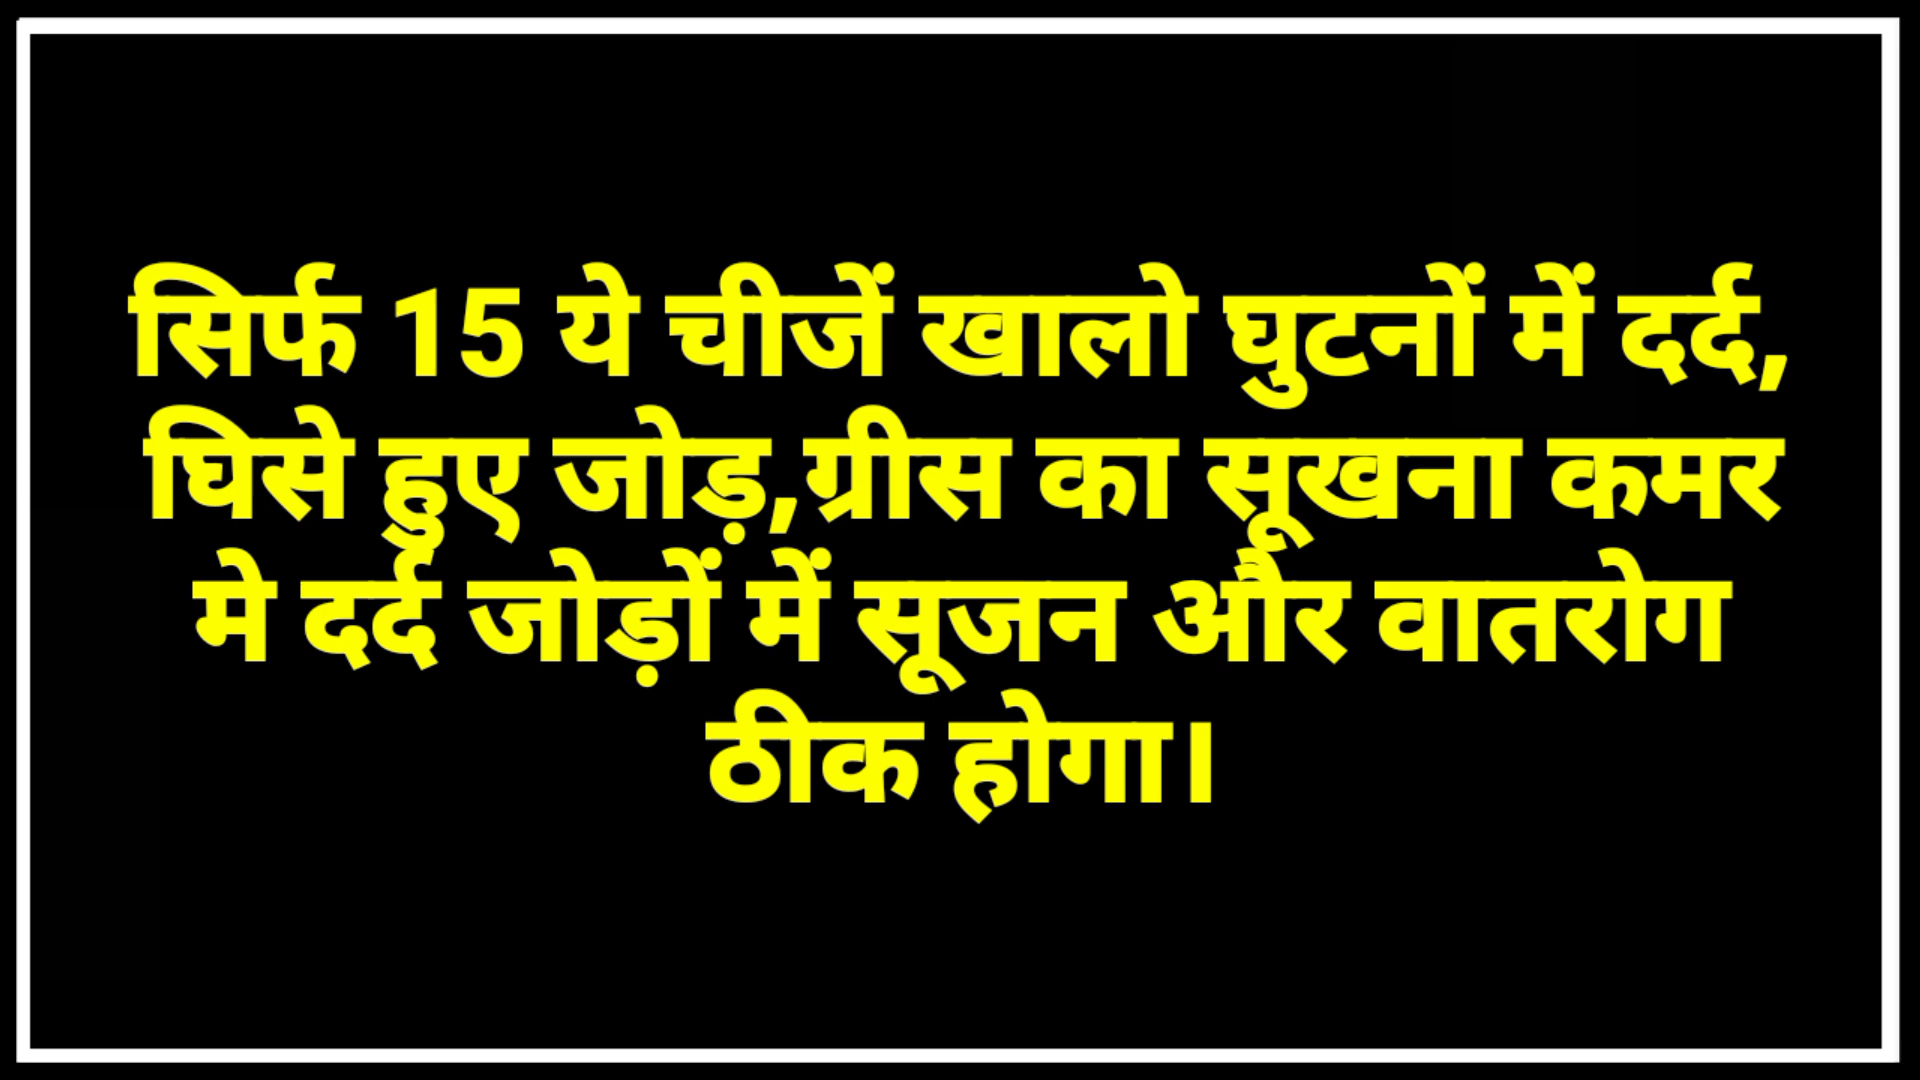 सिर्फ 15 ये चीजें खालो घुटनों में दर्द,
घिसे हुए जोड़,ग्रीस का सूखना कमर
मे दर्द जोड़ों में सूजन और वातरोग
ठीक होगा।